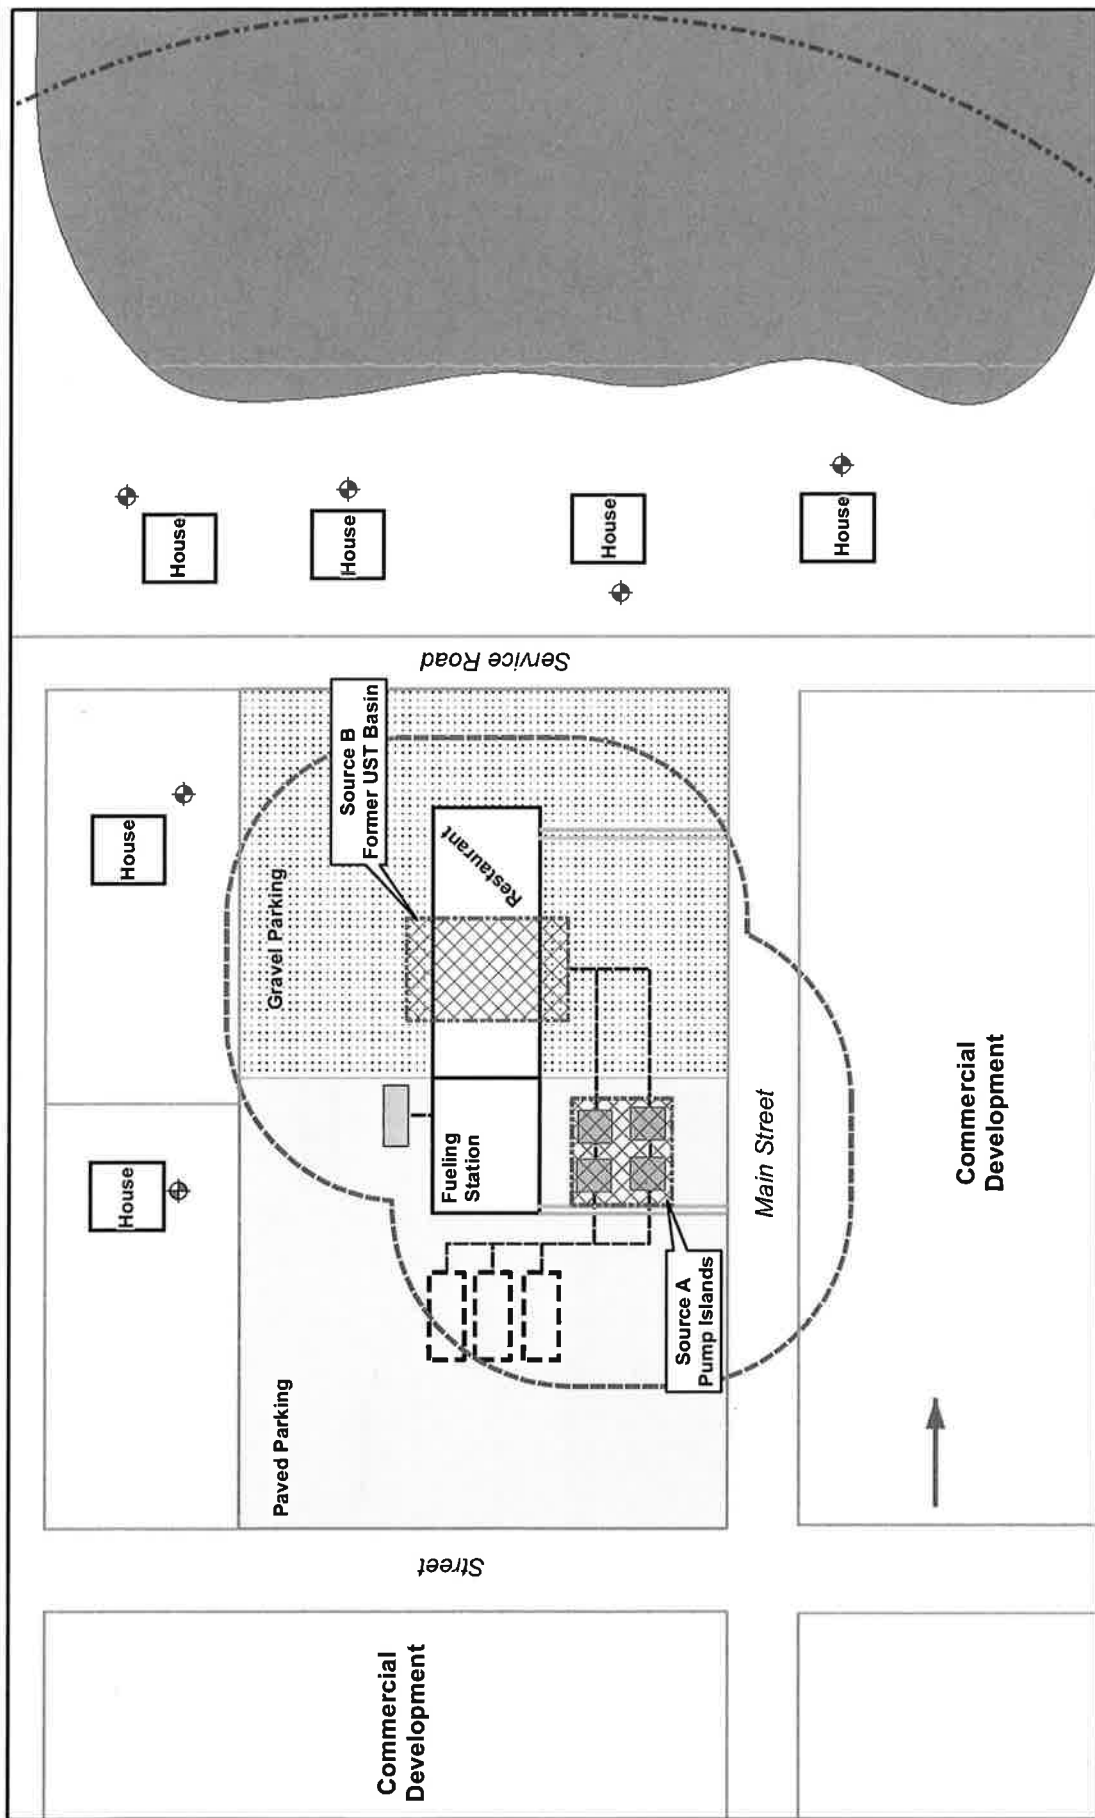 Commercial
Development
Street
Paved Parking
House
House
Gravel Parking
Source B
Former UST Basin
Restaurant
Fueling
Station
Source A
Pump Islands
Main Street
Service Road
House
House
House
House
Commercial
Development